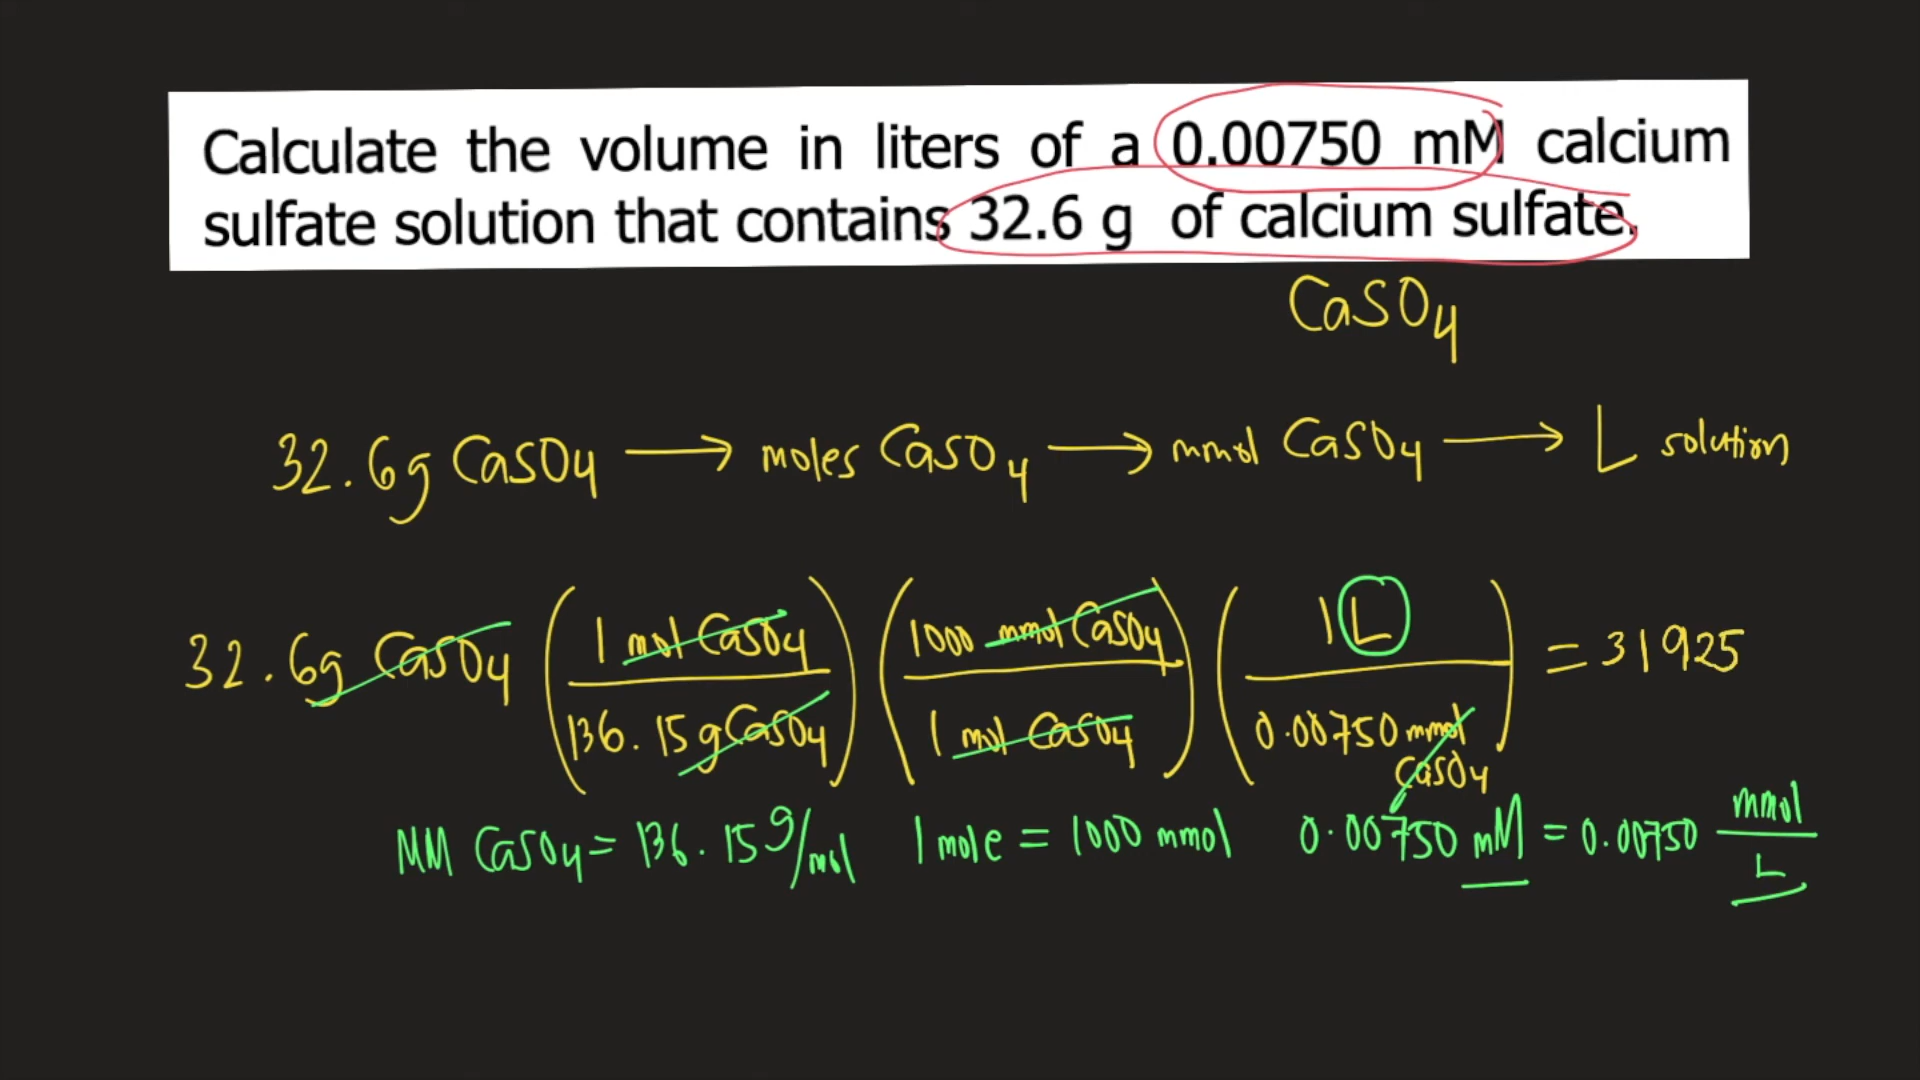 Calculate the volume in liters of a 0.00750 mM calcium
sulfate solution that contains 32.6 g of calcium sulfate.
CaSO4
32.6g CaSO4 → moles CaSO4 → mmol CaSO4 → L solution
32.6g CaSO4 (1 mol CaSO4 / 136.15 g CaSO4) (1000 mmol CaSO4 / 1 mol CaSO4) (1 L / 0.00750 mmol CaSO4) = 31925
MM CaSO4 = 136.15 g/mol 1 mole = 1000 mmol 0.00750 mM = 0.00750 mmol/L